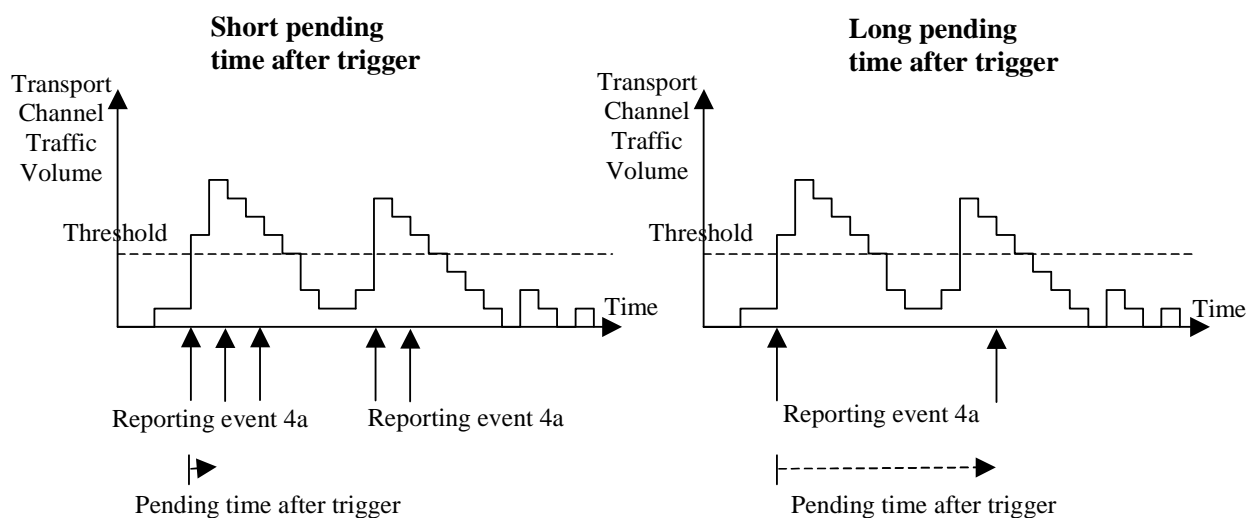 Short pending
time after trigger
Transport
Channel
Traffic
Volume
Threshold
Time
Reporting event 4a
Reporting event 4a
Pending time after trigger
Long pending
time after trigger
Transport
Channel
Traffic
Volume
Threshold
Time
Reporting event 4a
Pending time after trigger